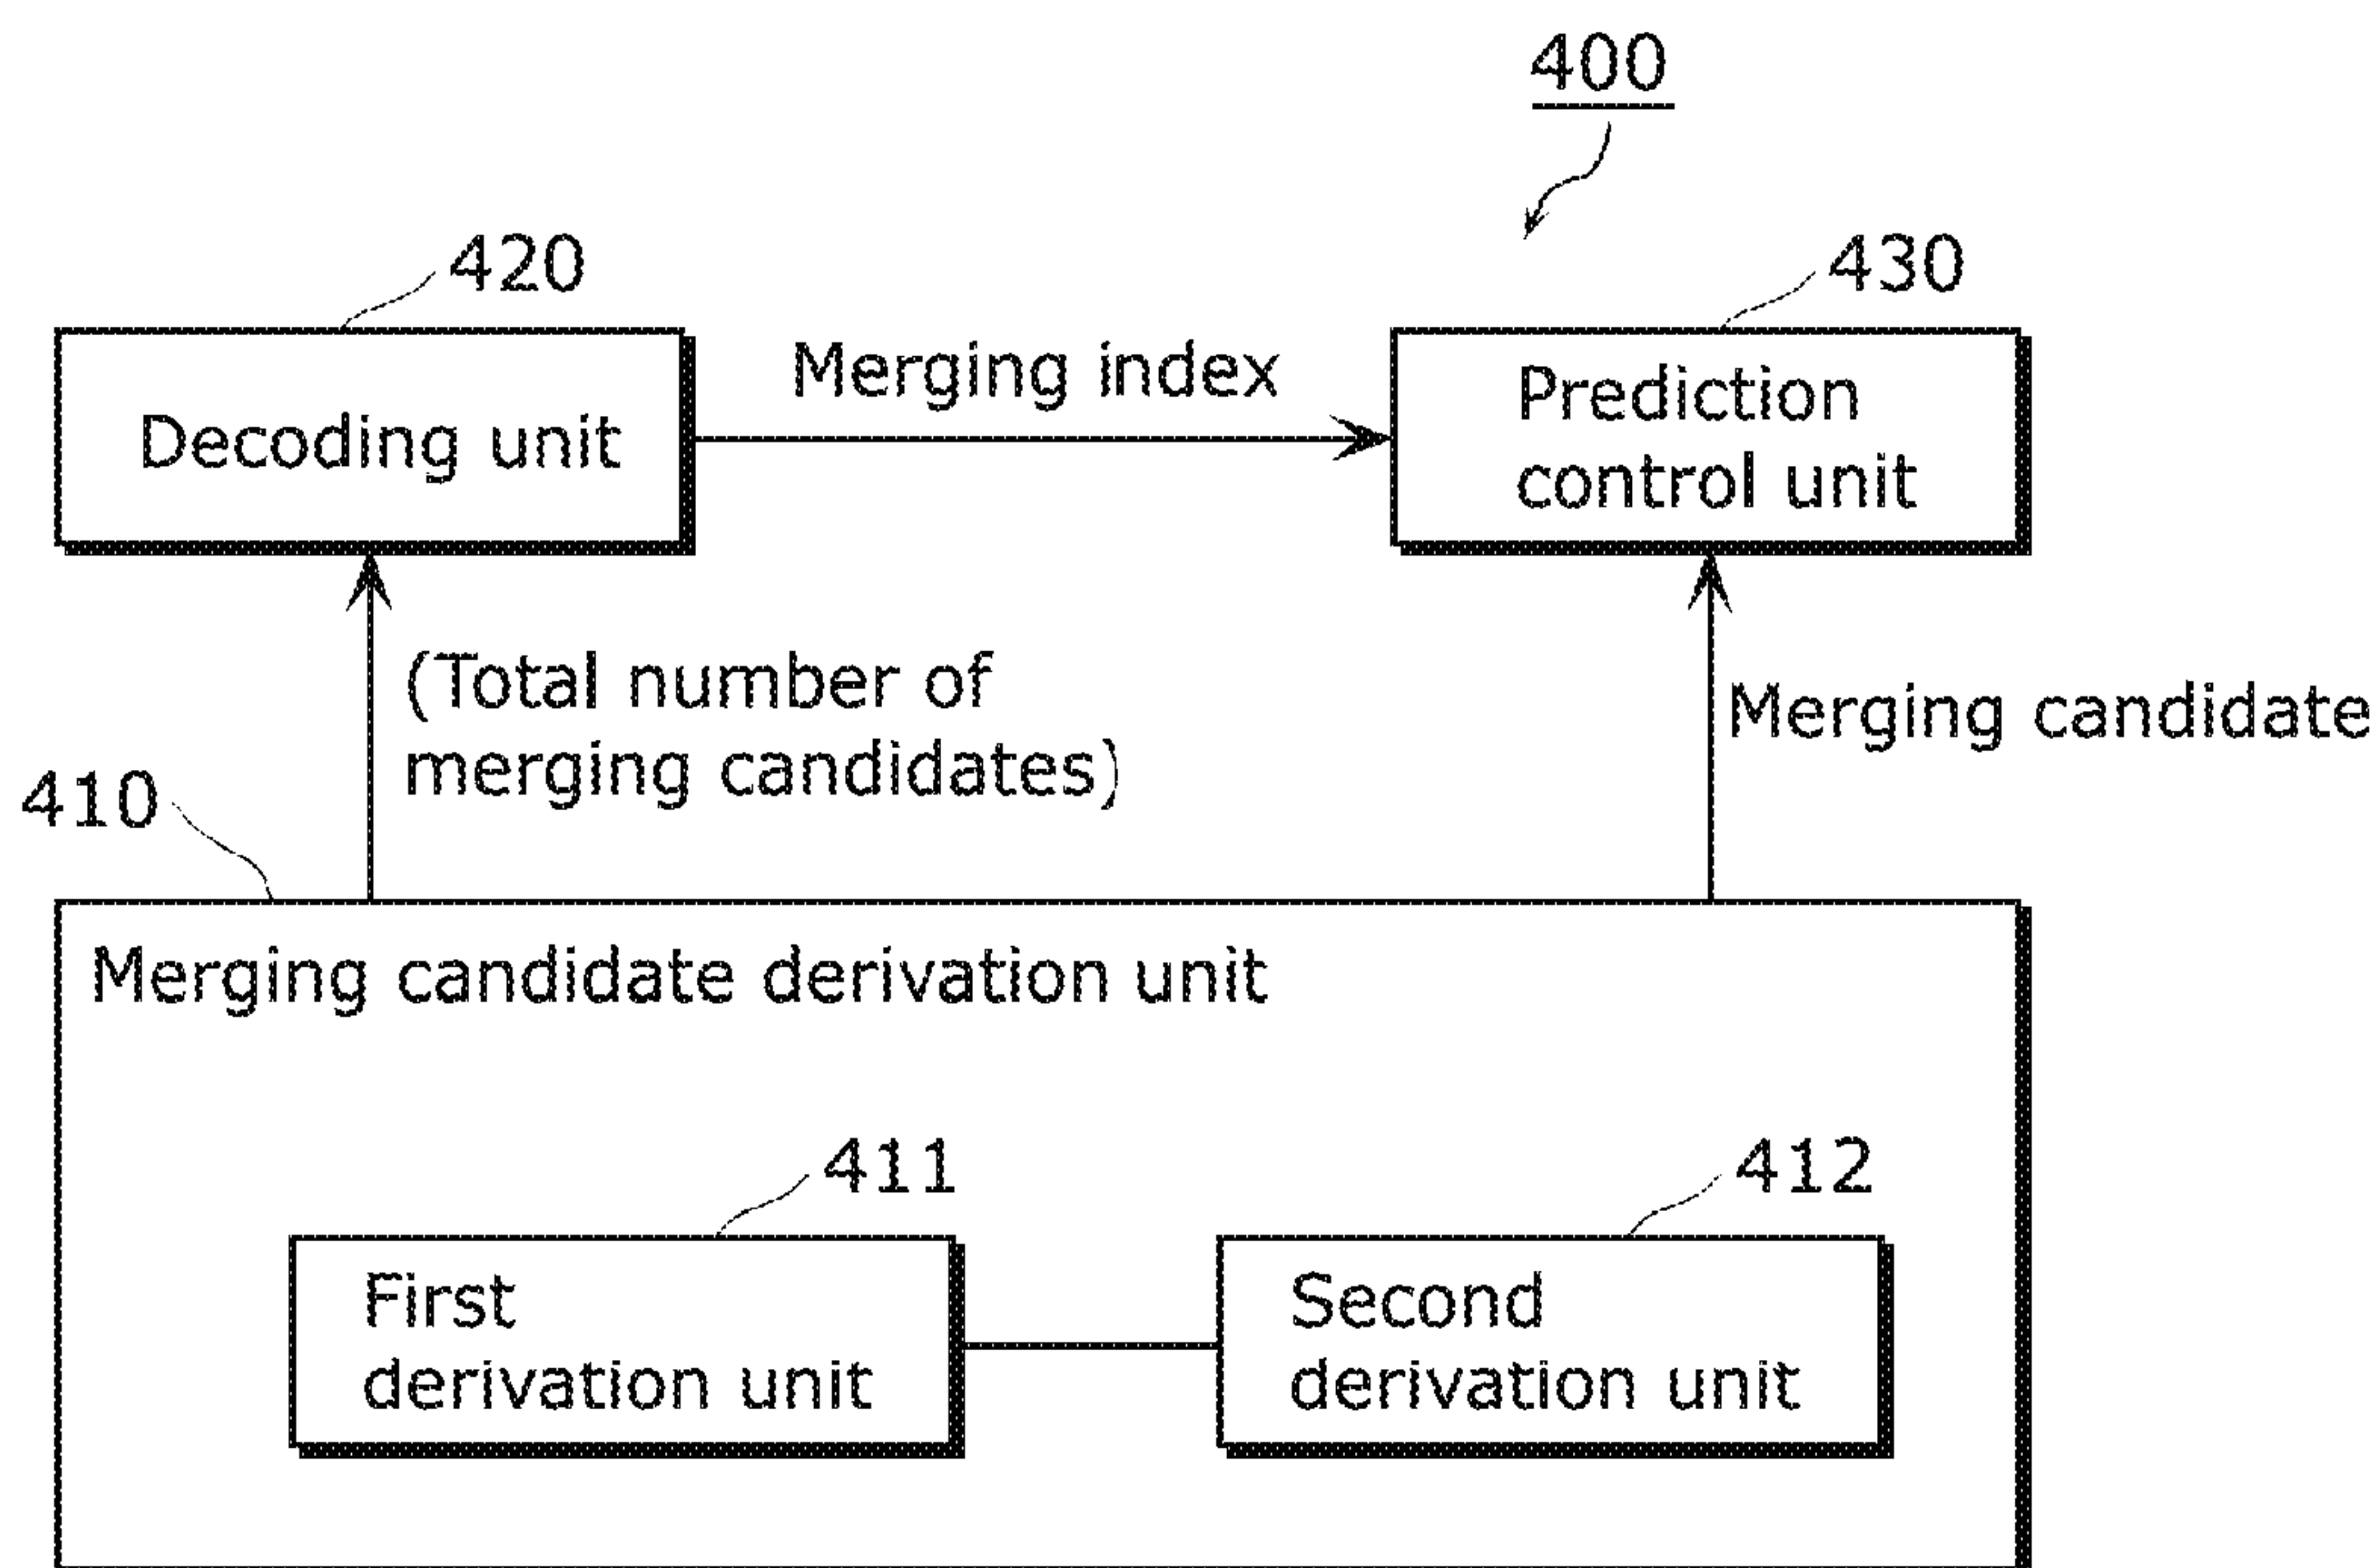 400
420
430
Decoding unit
Merging index
Prediction
control unit
(Total number of
merging candidates)
Merging candidate
410
Merging candidate derivation unit
411
412
First
derivation unit
Second
derivation unit